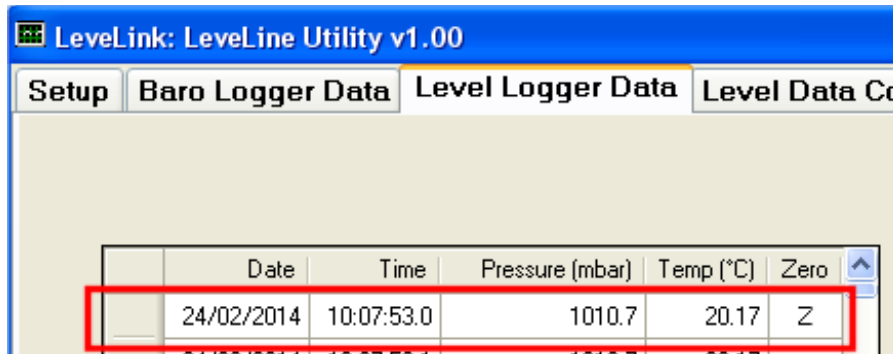 LeveLink: LeveLine Utility v1.00
Setup Baro Logger Data Level Logger Data Level Data
Date Time Pressure (mbar) Temp (°C) Zero
24/02/2014 10:07:53.0 1010.7 20.17 Z